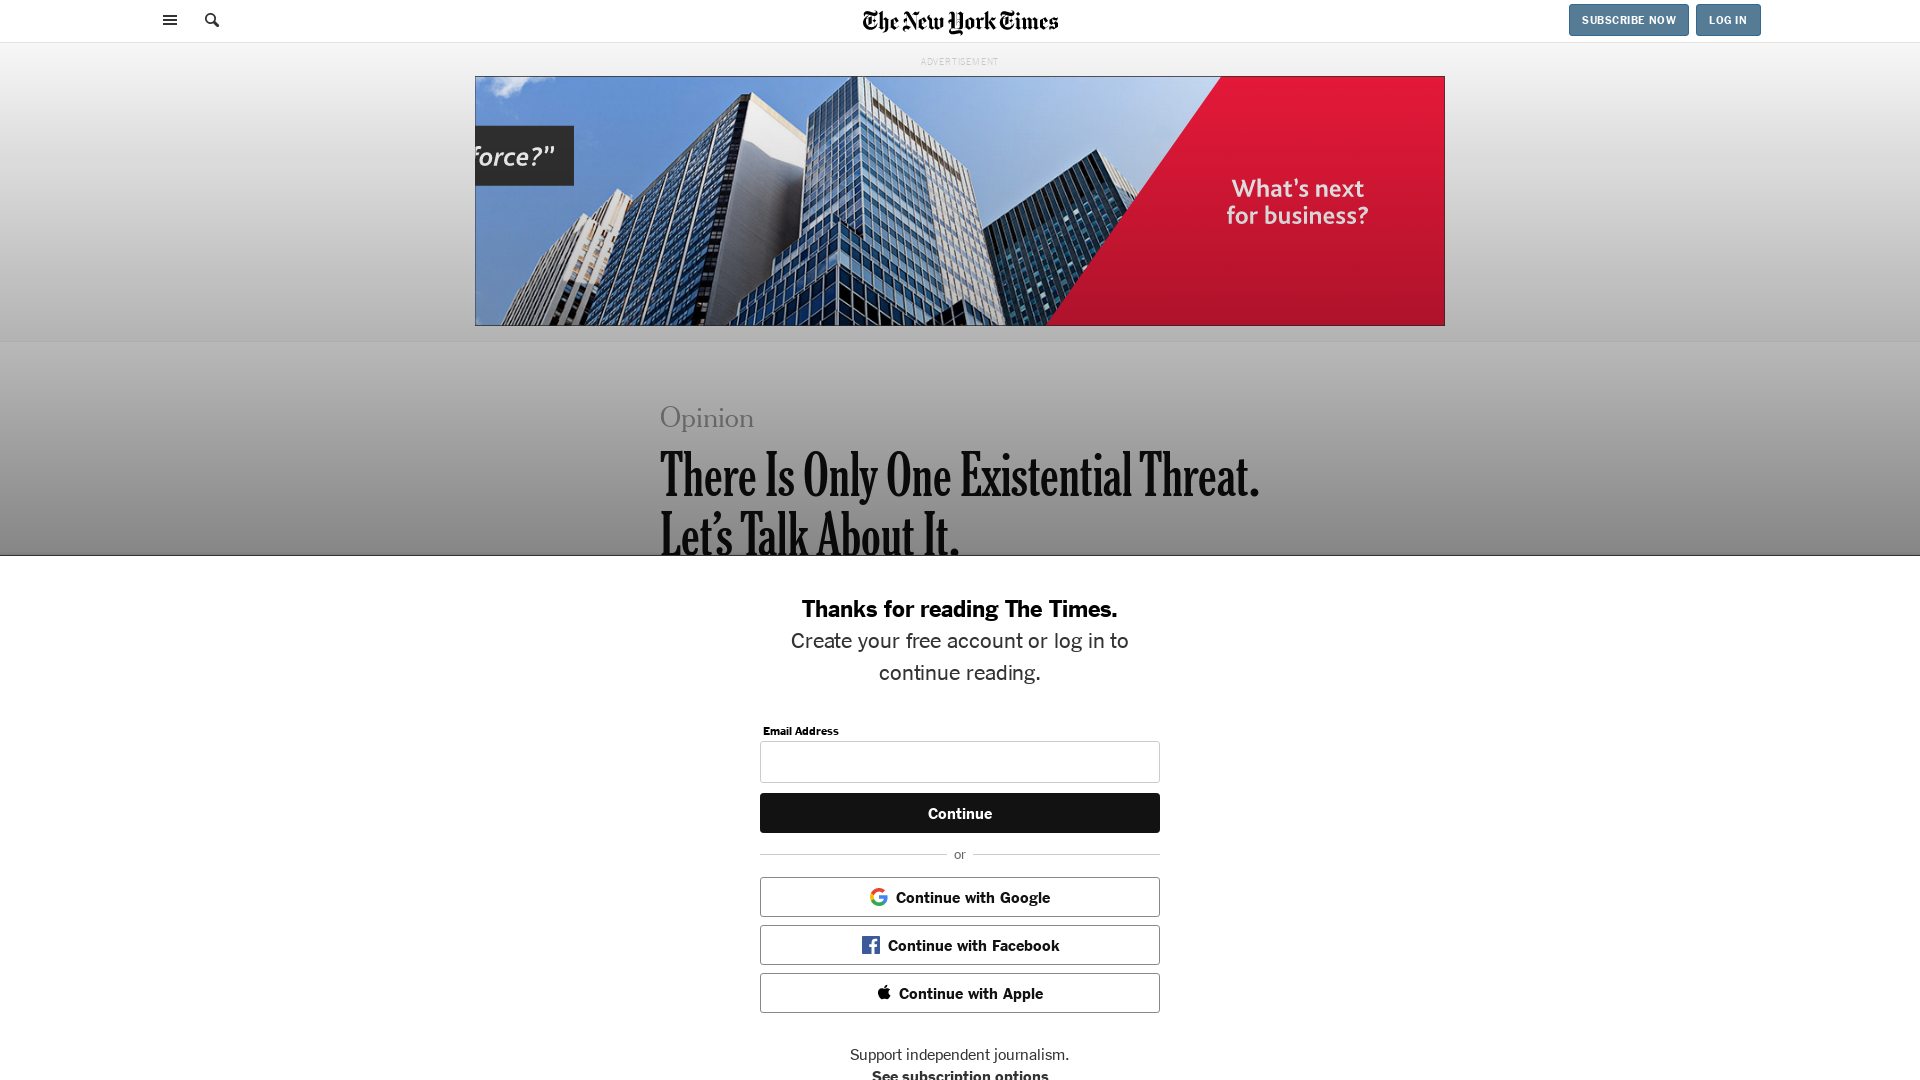 The New York Times
SUBSCRIBE NOW
LOG IN
ADVERTISEMENT
force?”
What’s next
for business?
Opinion
There Is Only One Existential Threat.
Let’s Talk About It.
Thanks for reading The Times.
Create your free account or log in to
continue reading.
Email Address
Continue
or
Continue with Google
Continue with Facebook
Continue with Apple
Support independent journalism.
See subscription options